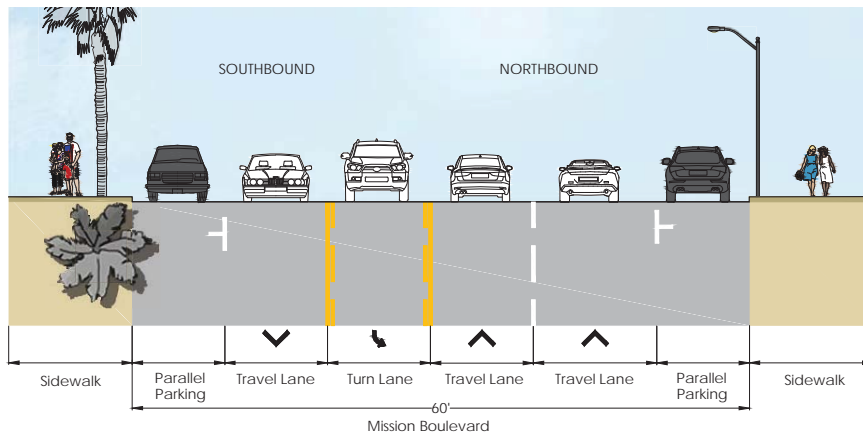 SOUTHBOUND
NORTHBOUND
Sidewalk
Parallel
Parking
Travel Lane
Turn Lane
Travel Lane
Travel Lane
Parallel
Parking
Sidewalk
60'
Mission Boulevard